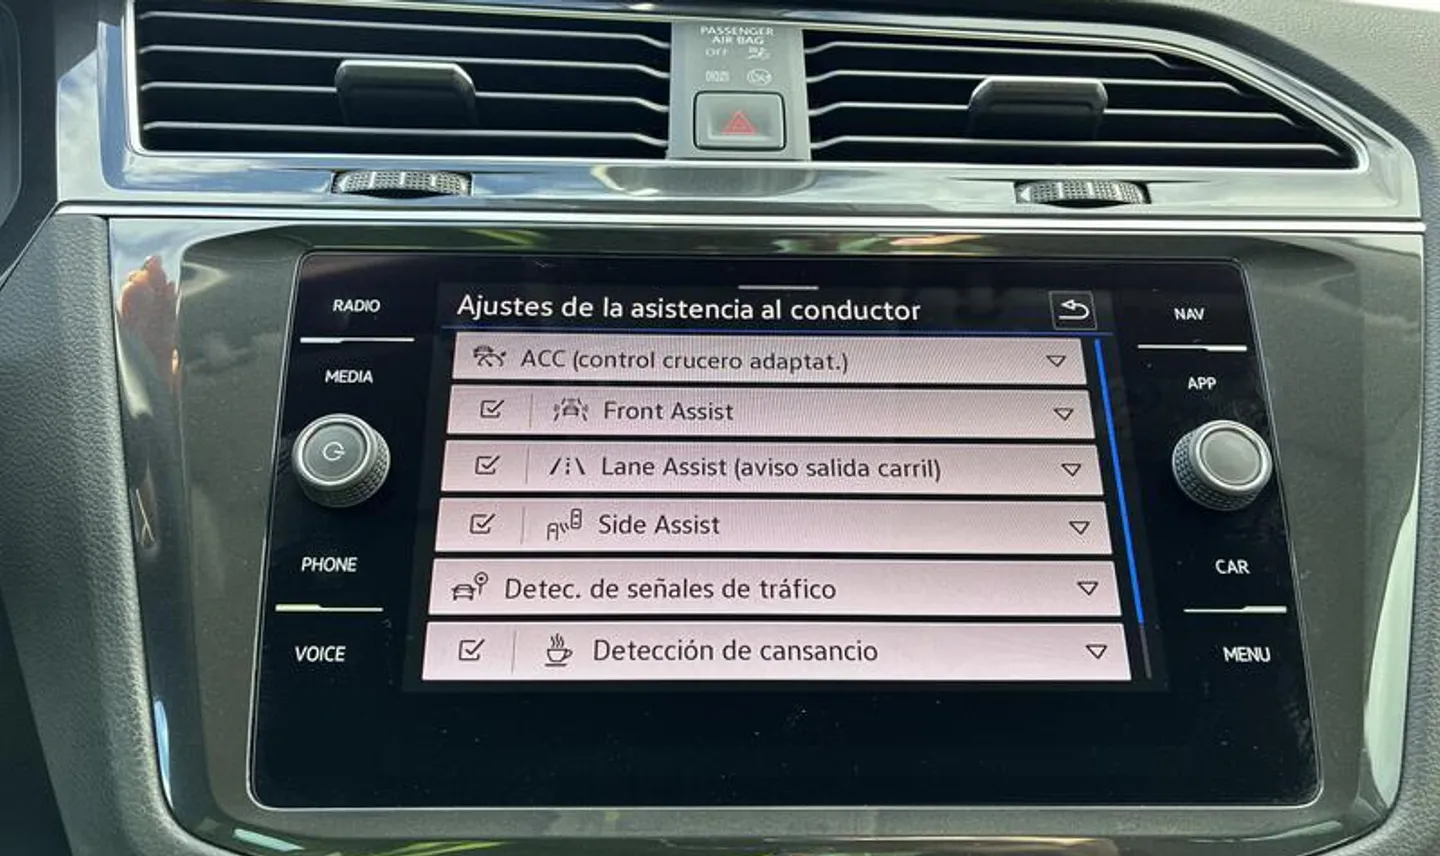 PASSENGER
AIR BAG
OFF
RADIO
MEDIA
PHONE
VOICE
Ajustes de la asistencia al conductor
ACC (control crucero adaptat.)
Front Assist
Lane Assist (aviso salida carril)
Side Assist
Detec. de señales de tráfico
Detección de cansancio
NAV
APP
CAR
MENU